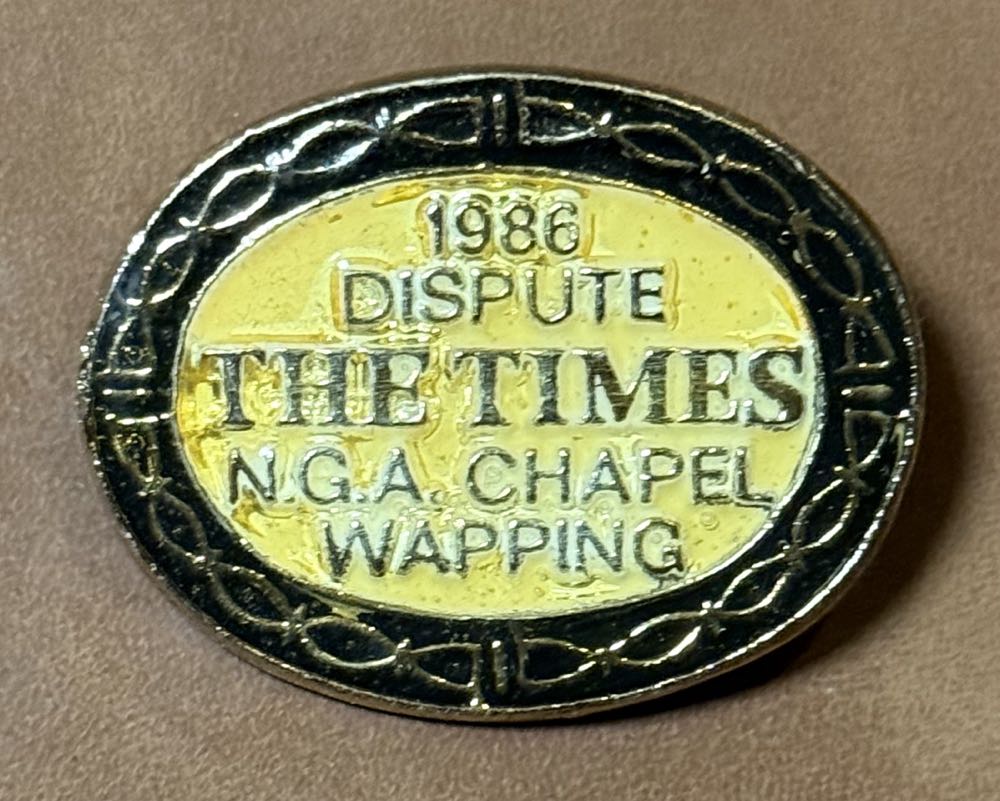 1986
DISPUTE
THE TIMES
N.G.A. CHAPEL
WAPPING